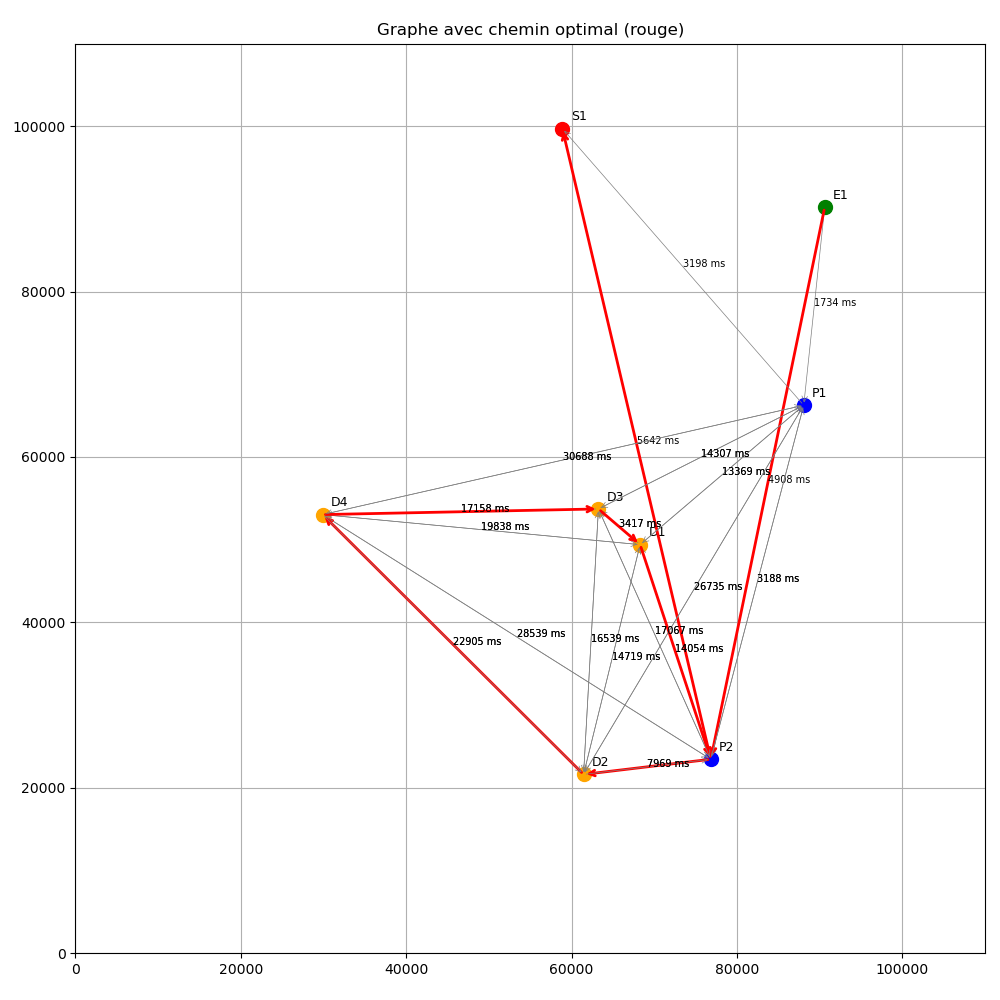 Graphe avec chemin optimal (rouge)
100000
80000
60000
40000
20000
0
S1
E1
3198 ms
1734 ms
P1
5642 ms
30688 ms
14307 ms
13369 ms
4908 ms
D4
D3
17158 ms
3417 ms
19838 ms
D1
3188 ms
26735 ms
28539 ms
22905 ms
16539 ms
17067 ms
14719 ms
14054 ms
P2
D2
7969 ms
0
20000
40000
60000
80000
100000